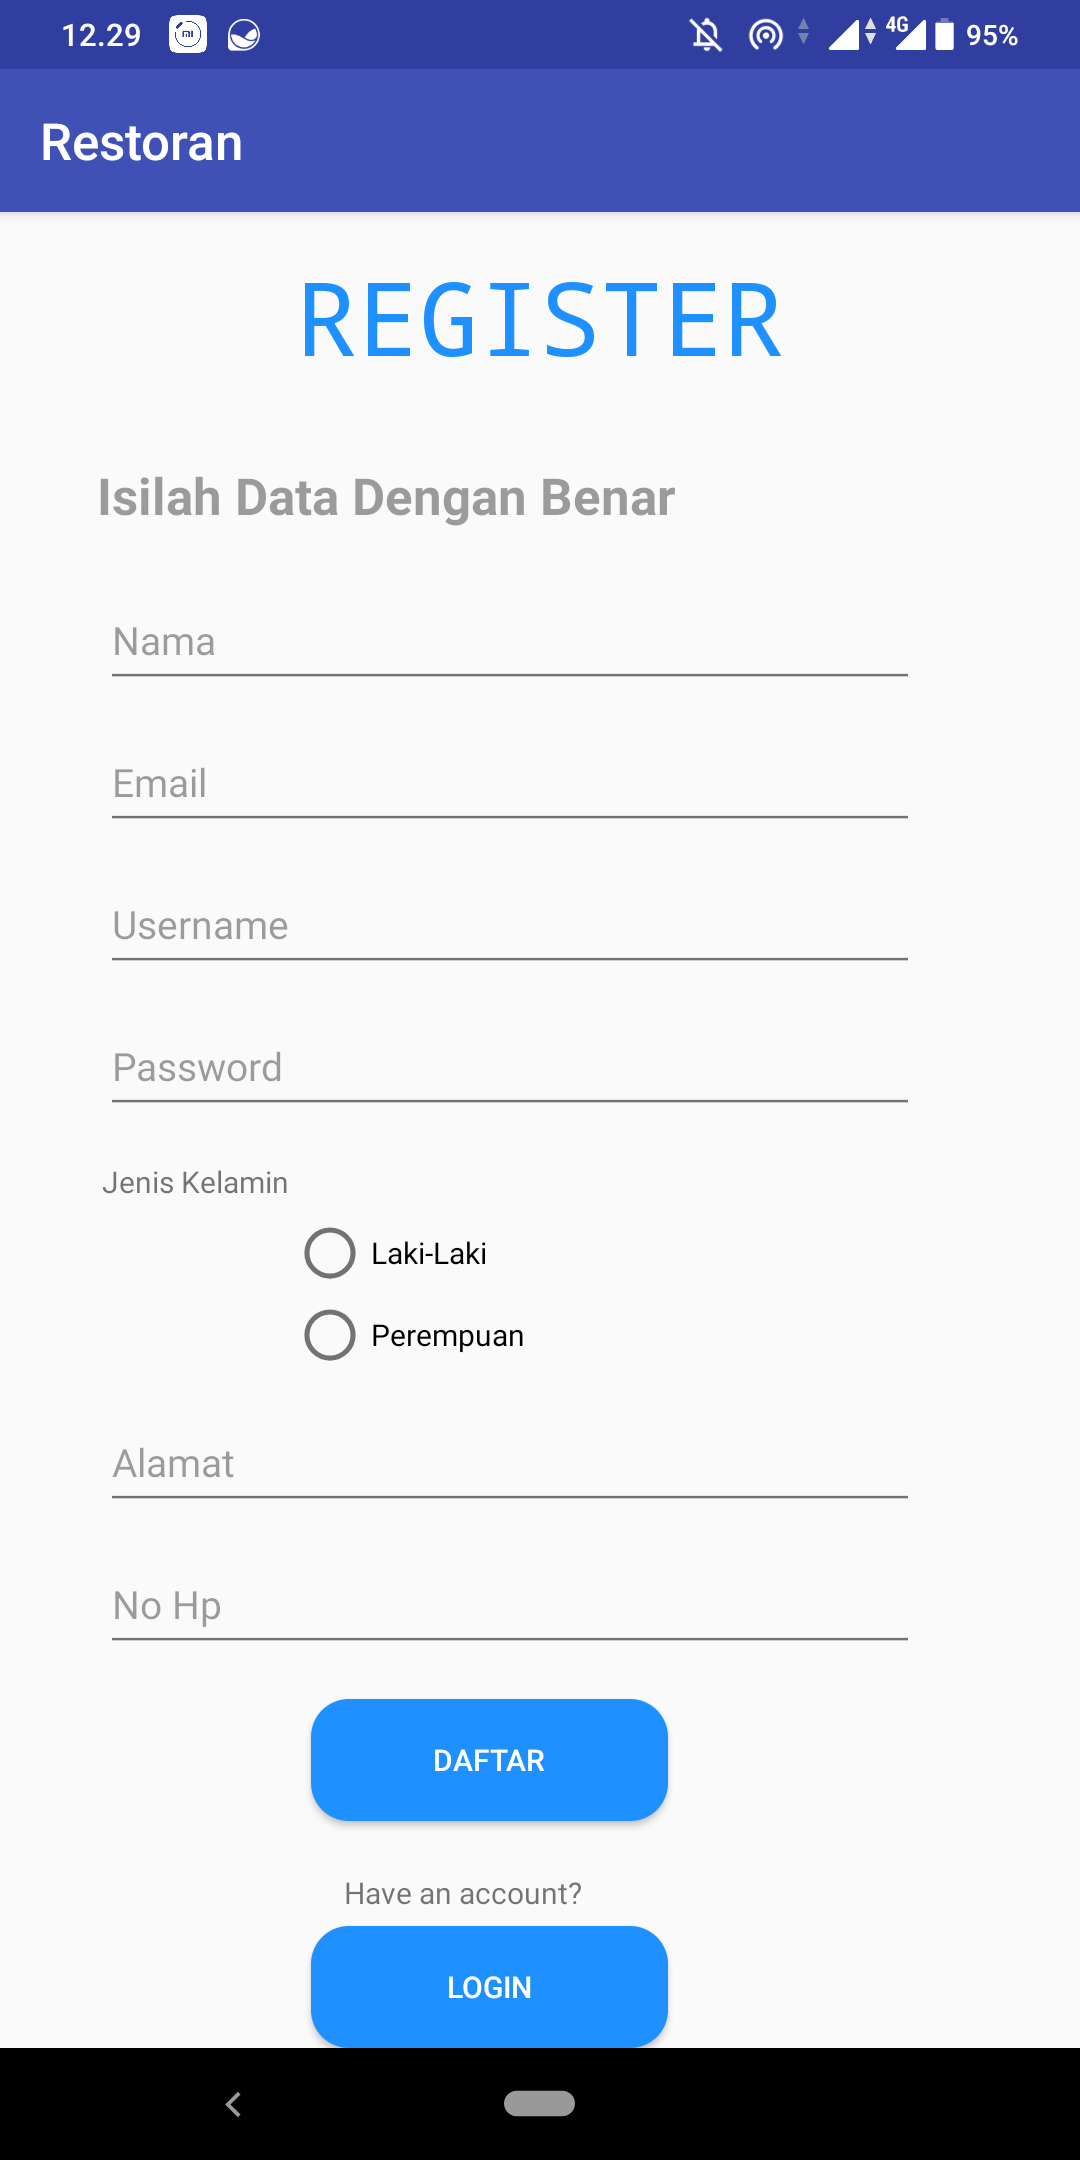 12.29
4G
95%
Restoran
REGISTER
Isilah Data Dengan Benar
Nama
Email
Username
Password
Jenis Kelamin
Laki-Laki
Perempuan
Alamat
No Hp
DAFTAR
Have an account?
LOGIN